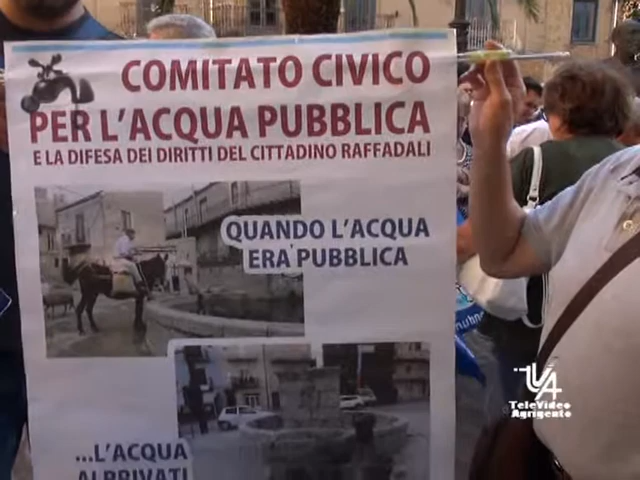 COMITATO CIVICO
PER L'ACQUA PUBBLICA
E LA DIFESA DEI DIRITTI DEL CITTADINO RAFFADALI
QUANDO L'ACQUA
ERA PUBBLICA
...L'ACQUA
AI PRIVATI
TVA
TeleVideo
Agrigento